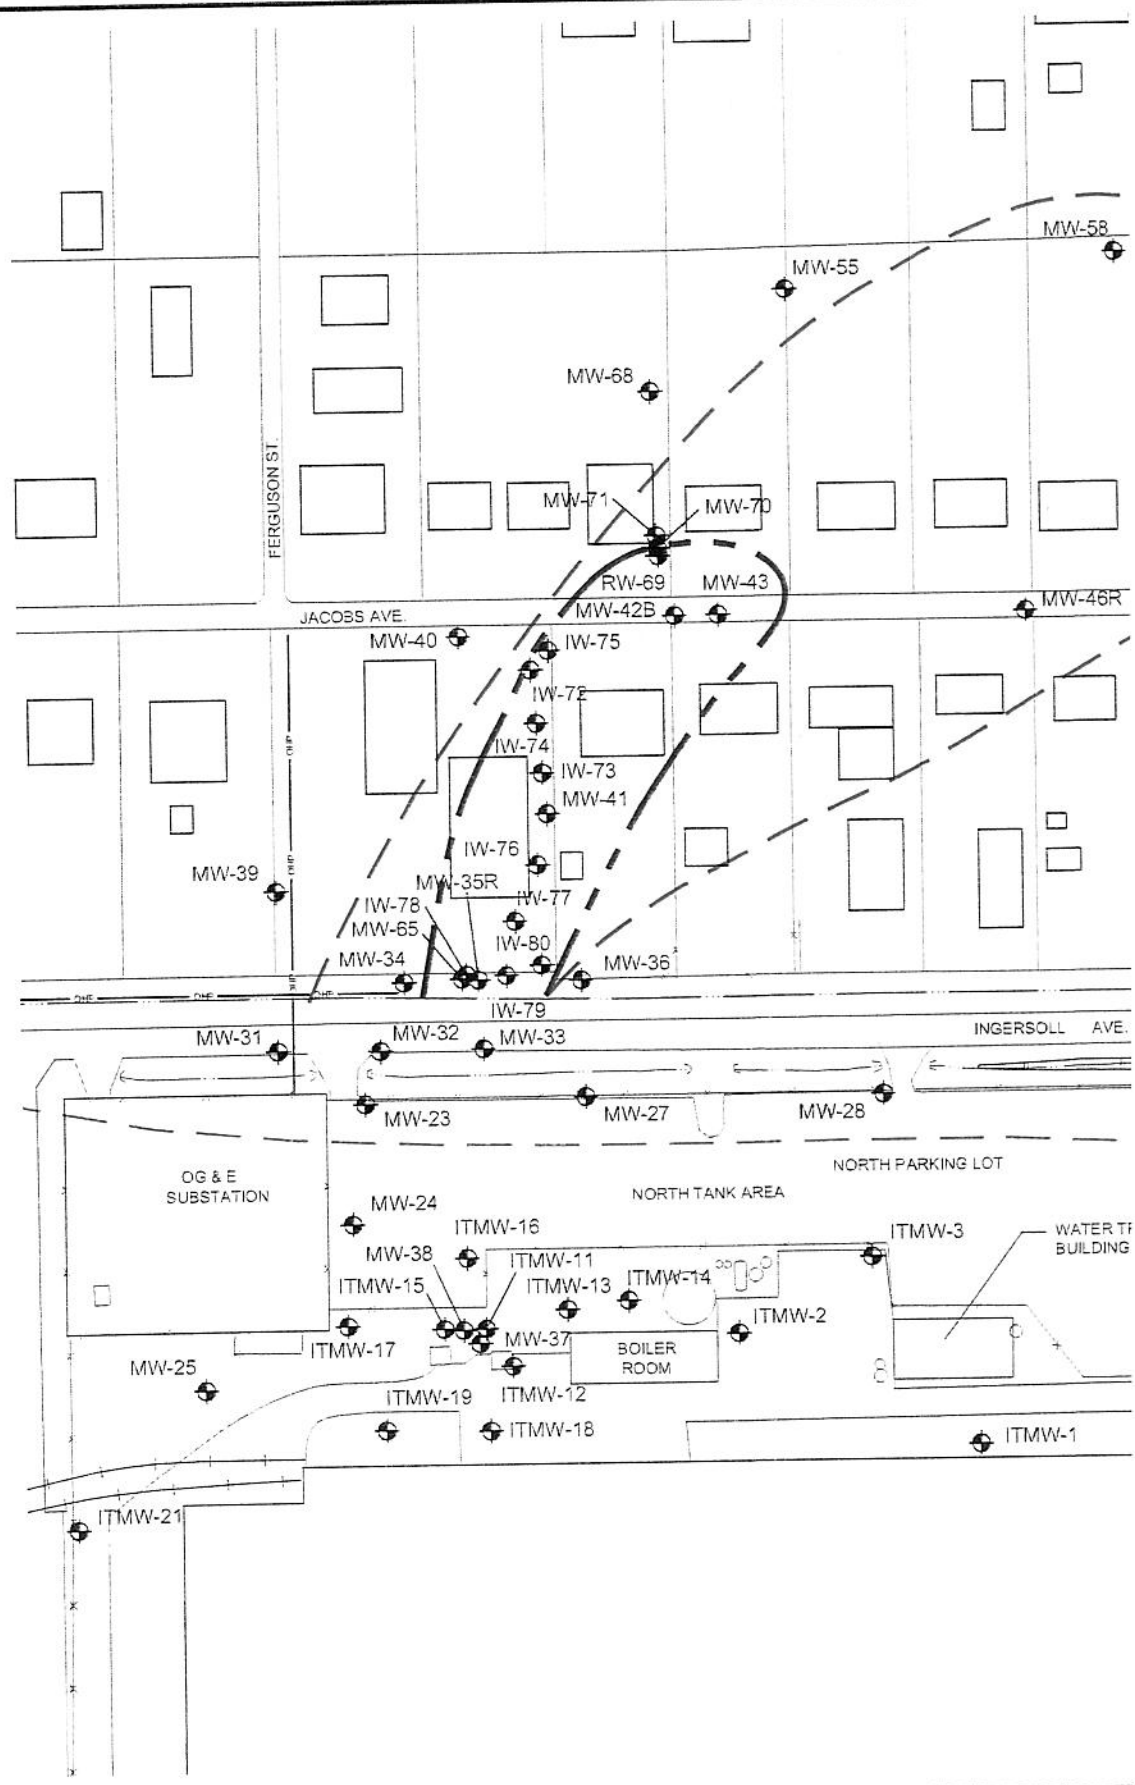 MW-58
MW-55
MW-68
FERGUSON ST.
MW-71
MW-70
RW-69
MW-43
MW-42B
MW-46R
JACOBS AVE.
MW-40
IW-75
IW-72
IW-74
IW-73
MW-41
OHP
IW-76
MW-39
OHP
MW-35R
IW-78
IW-77
MW-65
IW-80
MW-34
MW-36
OHP
OHP
OHP
OHP
IW-79
INGERSOLL AVE.
MW-31
MW-32
MW-33
MW-23
MW-27
MW-28
NORTH PARKING LOT
OG & E
SUBSTATION
NORTH TANK AREA
MW-24
ITMW-16
ITMW-3
WATER TR
BUILDING
MW-38
ITMW-11
ITMW-15
ITMW-13
ITMW-14
ITMW-2
ITMW-17
MW-37
BOILER
ROOM
MW-25
ITMW-19
ITMW-12
ITMW-18
ITMW-1
ITMW-21